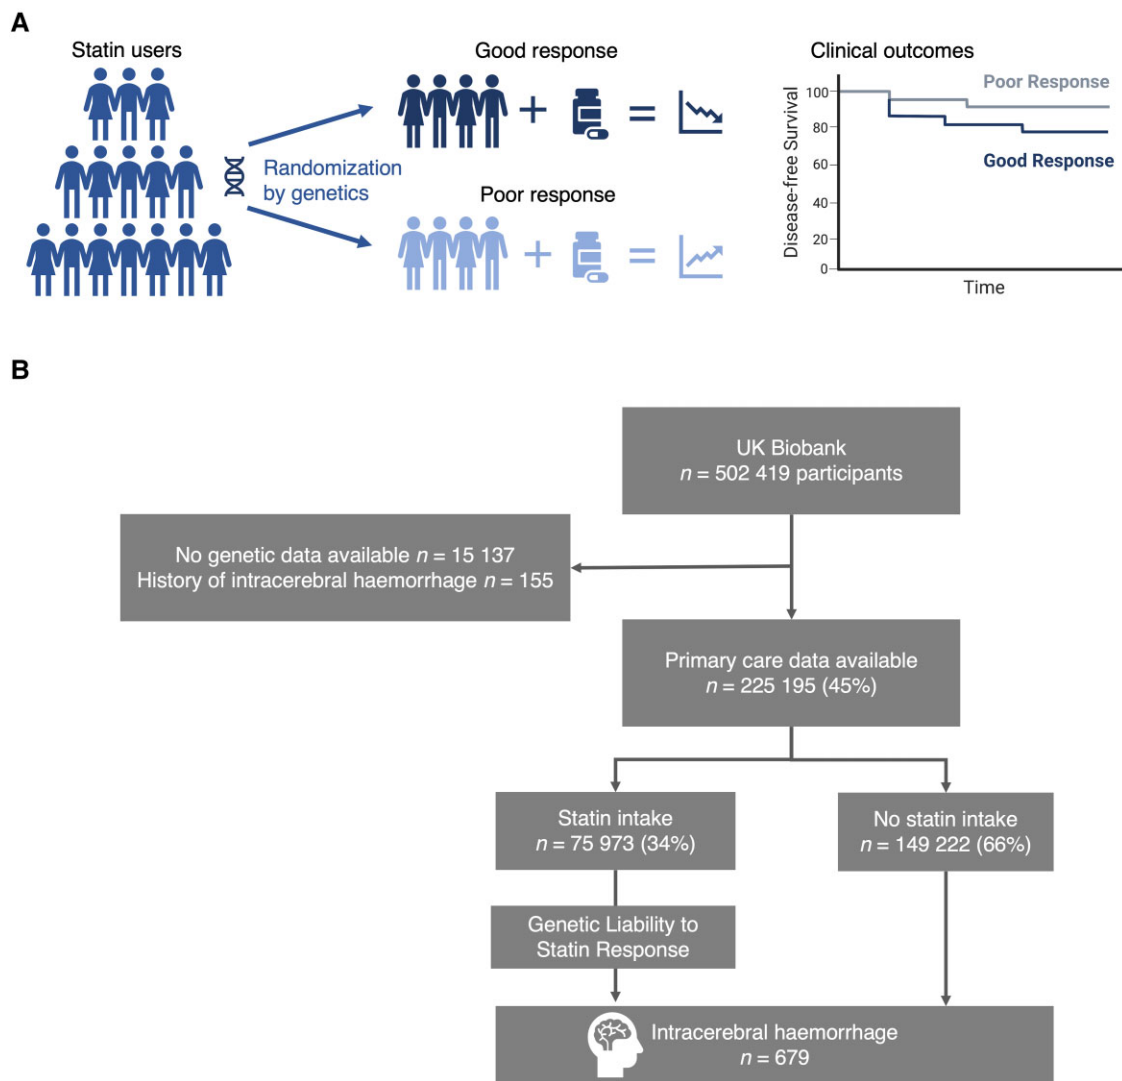 A
Statin users
Good response
Clinical outcomes
Randomization
by genetics
Poor response
Disease-free Survival
100
80
60
40
20
0
Poor Response
Good Response
Time
B
UK Biobank
n = 502 419 participants
No genetic data available n = 15 137
History of intracerebral haemorrhage n = 155
Primary care data available
n = 225 195 (45%)
Statin intake
n = 75 973 (34%)
No statin intake
n = 149 222 (66%)
Genetic Liability to
Statin Response
Intracerebral haemorrhage
n = 679